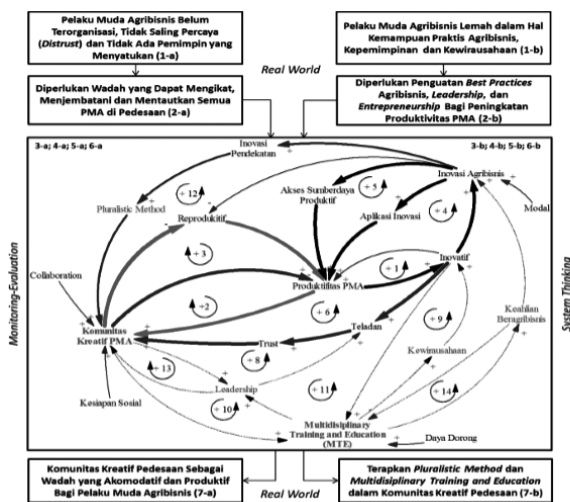 Pelaku Muda Agribisnis Belum
Terorganisasi, Tidak Saling Percaya
(Distrust) dan Tidak Ada Pemimpin yang
Menyatukan (1-a)
Pelaku Muda Agribisnis Lemah dalam Hal
Kemampuan Praktis Agribisnis,
Kepemimpinan dan Kewirausahaan (1-b)
Real World
Diperlukan Wadah yang Dapat Mengikat,
Menjembatani dan Mentautkan Semua
PMA di Pedesaan (2-a)
Diperlukan Penguatan Best Practices
Agribisnis, Leadership, dan
Entrepreneurship Bagi Peningkatan
Produktivitas PMA (2-b)
3-a; 4-a; 5-a; 6-a
3-b; 4-b; 5-b; 6-b
Inovasi
Pendekatan
Inovasi Agribisnis
Akses Sumberdaya
Produktif
+5
+12
+4
Pluralistic Method
Reproduktif
Aplikasi Inovasi
Modal
+3
Inovatif
Collaboration
Produktifitas PMA
+1
+2
+6
Keahlian
Beragribisnis
Komunitas
Kreatif PMA
Teladan
+9
Trust
+8
Kewirausahaan
+13
Leadership
+11
+14
Kesiapan Sosial
+10
Multidisiplinary
Training and Education
(MTE)
Daya Dorong
Monitoring-Evaluation
System Thinking
Komunitas Kreatif Pedesaan Sebagai
Wadah yang Akomodatif dan Produktif
Bagi Pelaku Muda Agribisnis (7-a)
Real World
Terapkan Pluralistic Method dan
Multidisiplinary Training and Education
dalam Komunitas Kreatif Pedesaan (7-b)